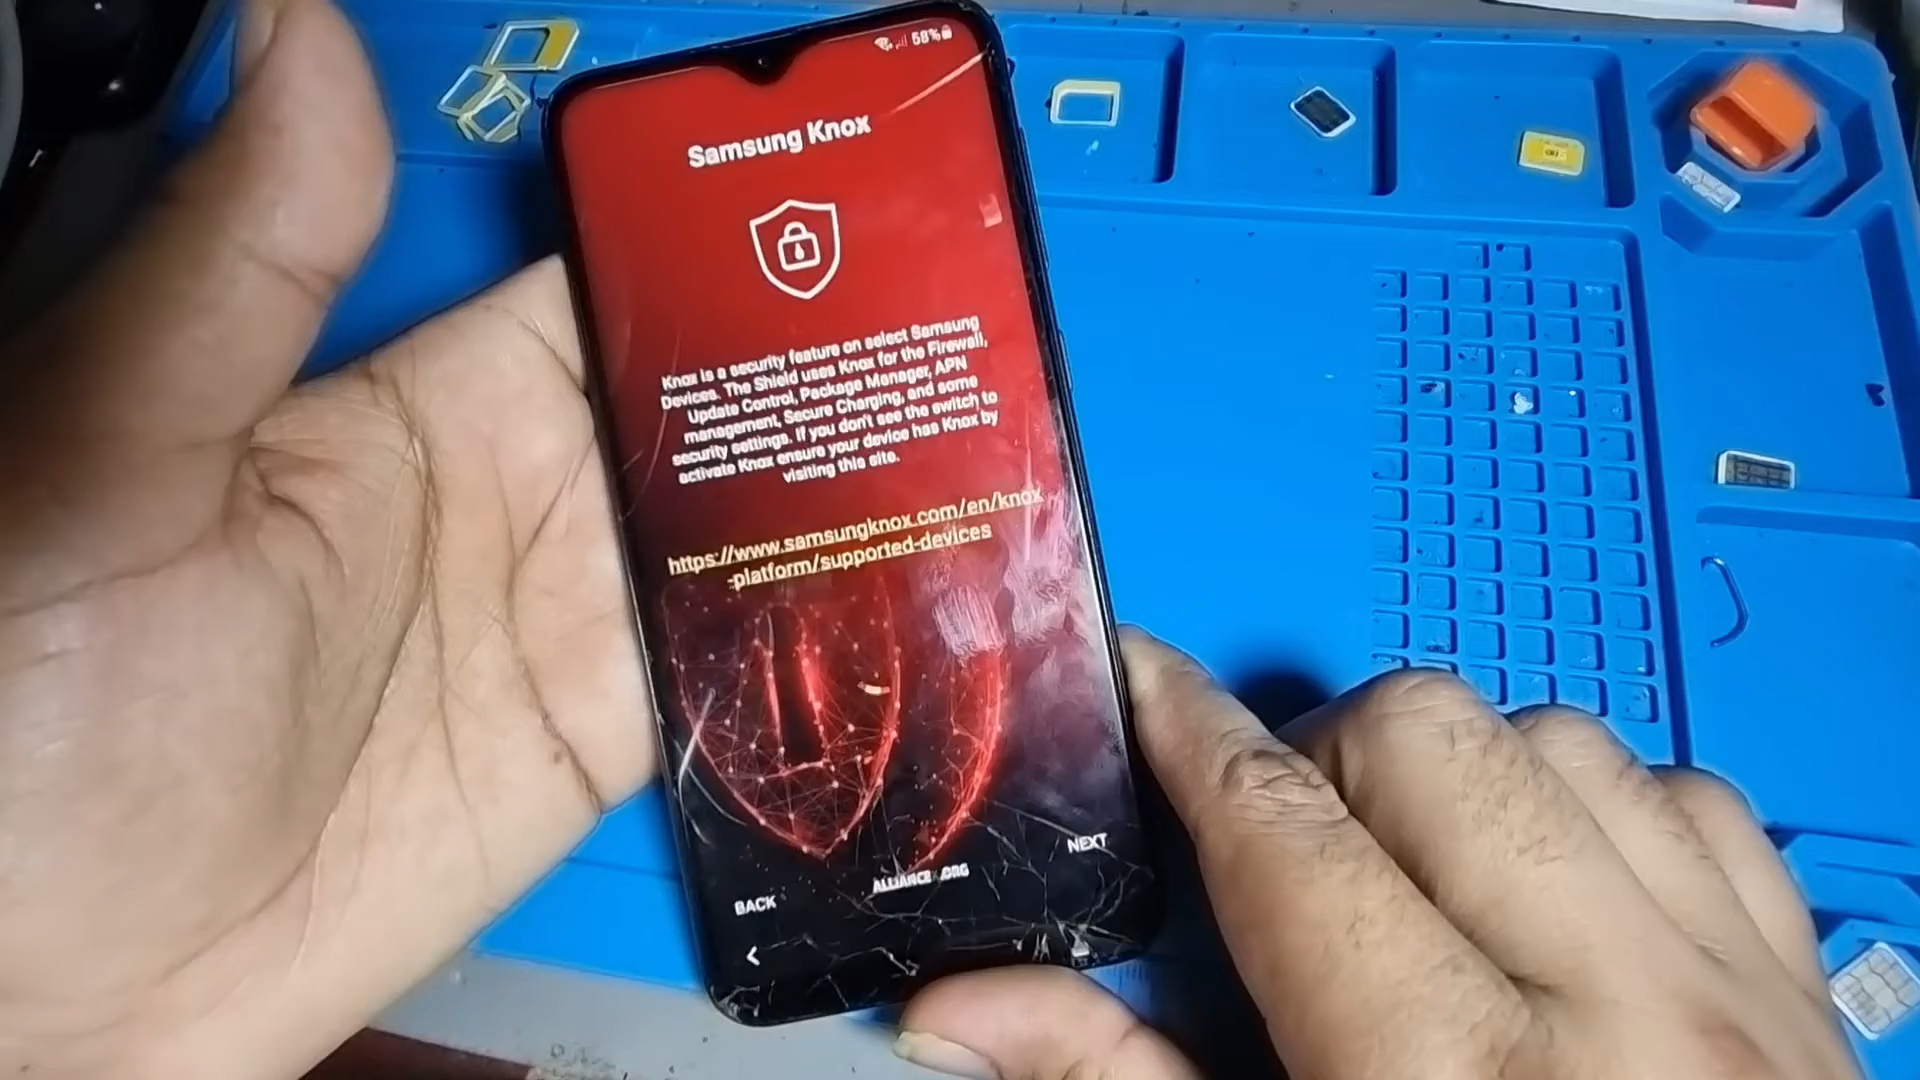 58%
Samsung Knox
Knox is a security feature on select Samsung
Devices. The Shield uses Knox for the Firewall,
Update Control, Package Manager, APN
management, Secure Charging, and some
security settings. If you don't see the switch to
activate Knox ensure your device has Knox by
visiting this site.
https://www.samsungknox.com/en/knox
-platform/supported-devices
NEXT
ALLIANCEX.ORG
BACK